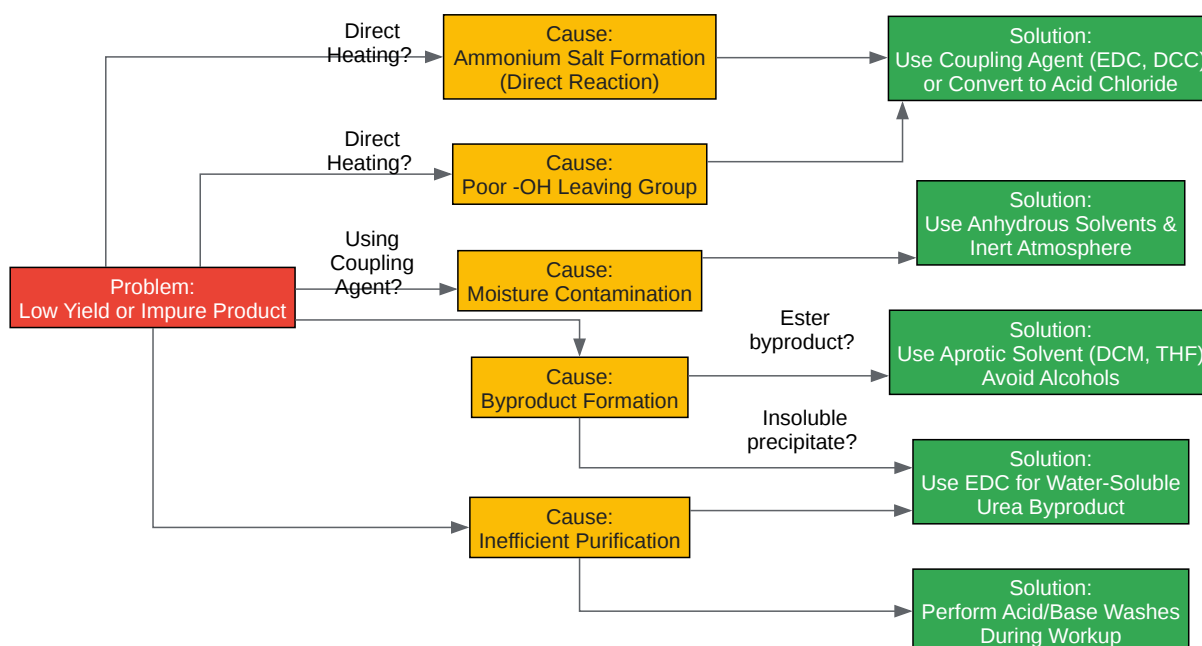 Direct
Heating?
Cause:
Ammonium Salt Formation
(Direct Reaction)
Solution:
Use Coupling Agent (EDC, DCC)
or Convert to Acid Chloride
Direct
Heating?
Cause:
Poor -OH Leaving Group
Solution:
Use Anhydrous Solvents &
Inert Atmosphere
Using
Coupling
Agent?
Cause:
Moisture Contamination
Problem:
Low Yield or Impure Product
Ester
byproduct?
Solution:
Use Aprotic Solvent (DCM, THF)
Avoid Alcohols
Cause:
Byproduct Formation
Insoluble
precipitate?
Solution:
Use EDC for Water-Soluble
Urea Byproduct
Cause:
Inefficient Purification
Solution:
Perform Acid/Base Washes
During Workup